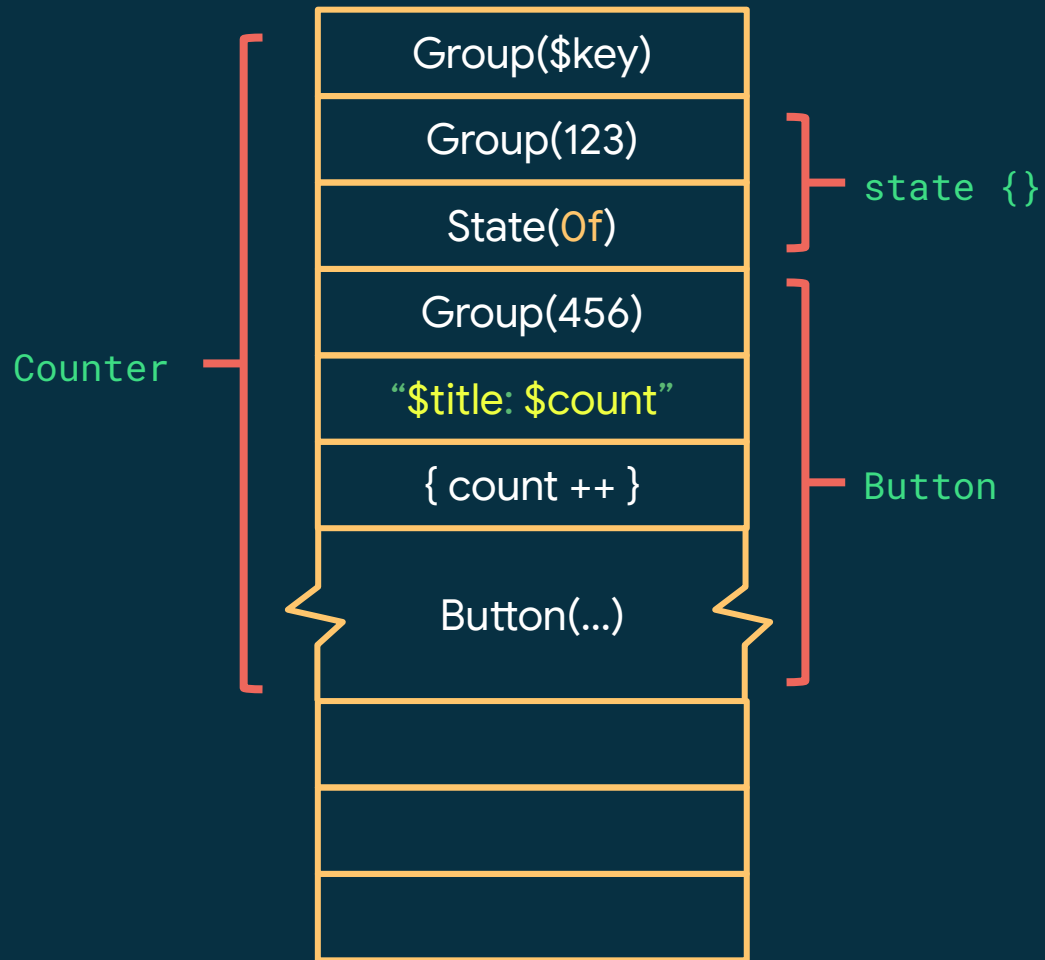 Group($key)
Group(123)
state {}
State(0f)
Group(456)
Counter
“$title: $count”
{ count ++ }
Button
Button(...)